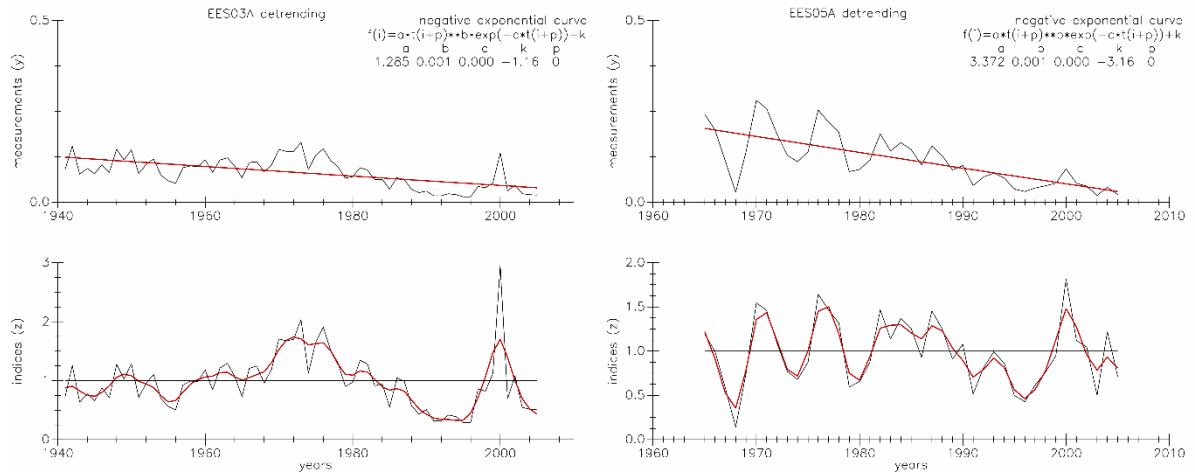 EES03A detrending
negative exponential curve
f(i)=a*t(i+p)**b*exp(-c*t(i+p))+k
a b c k p
1.285 0.001 0.000 -1.16 0
0.5
measurements (y)
0.0
1940 1960 1980 2000
3
2
1
0
indices (z)
1940 1960 1980 2000
years
EES05A detrending
negative exponential curve
f(i)=a*t(i+p)**b*exp(-c*t(i+p))+k
a b c k p
3.372 0.001 0.000 -3.16 0
0.5
measurements (y)
0.0
1960 1970 1980 1990 2000 2010
2.0
1.5
1.0
0.5
0.0
indices (z)
1960 1970 1980 1990 2000 2010
years